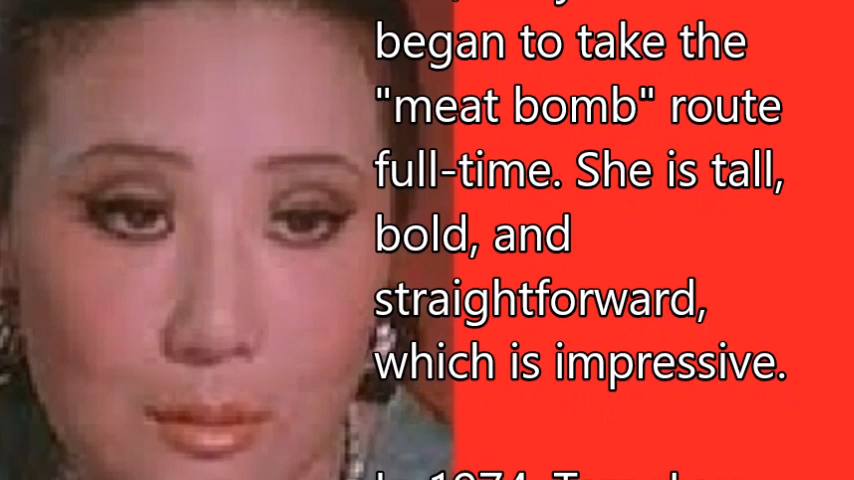 began to take the
"meat bomb" route
full-time. She is tall,
bold, and
straightforward,
which is impressive.